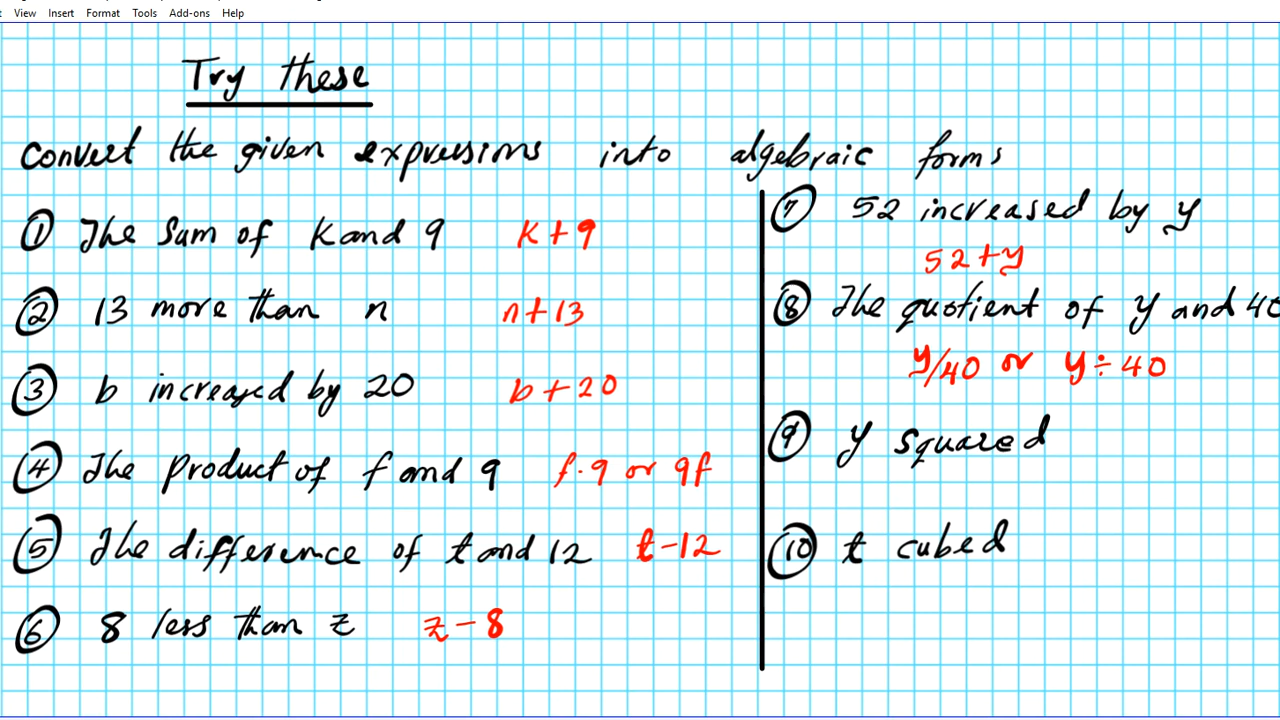 View Insert Format Tools Add-ons Help
Try these
Convert the given expressions into algebraic forms
① The Sum of k and 9 k+9
② 13 more than n n+13
③ b increased by 20 b+20
④ The product of f and 9 f·9 or 9f
⑤ The difference of t and 12 t-12
⑥ 8 less than z z-8
⑦ 52 increased by y
52+y
⑧ The quotient of y and 40
y/40 or y÷40
⑨ y squared
⑩ t cubed